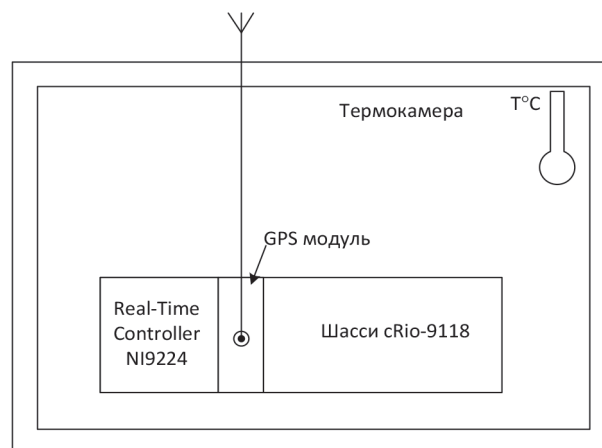 Термокамера
T°C
GPS модуль
Real-Time
Controller
NI9224
Шасси cRio-9118